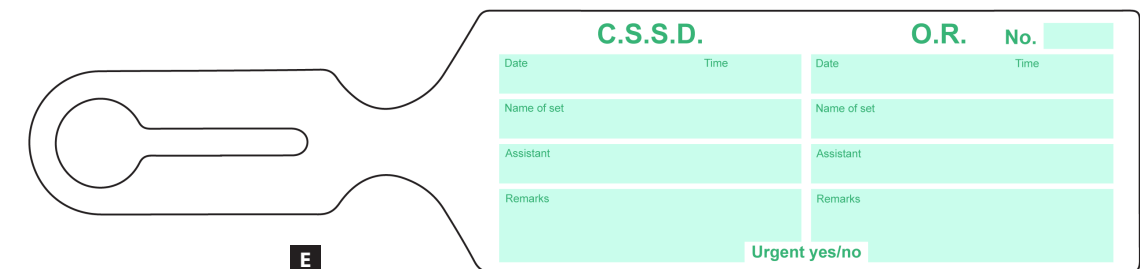 C.S.S.D. O.R. No.
Date Time Date Time
Name of set Name of set
Assistant Assistant
Remarks Remarks
Urgent yes/no
E